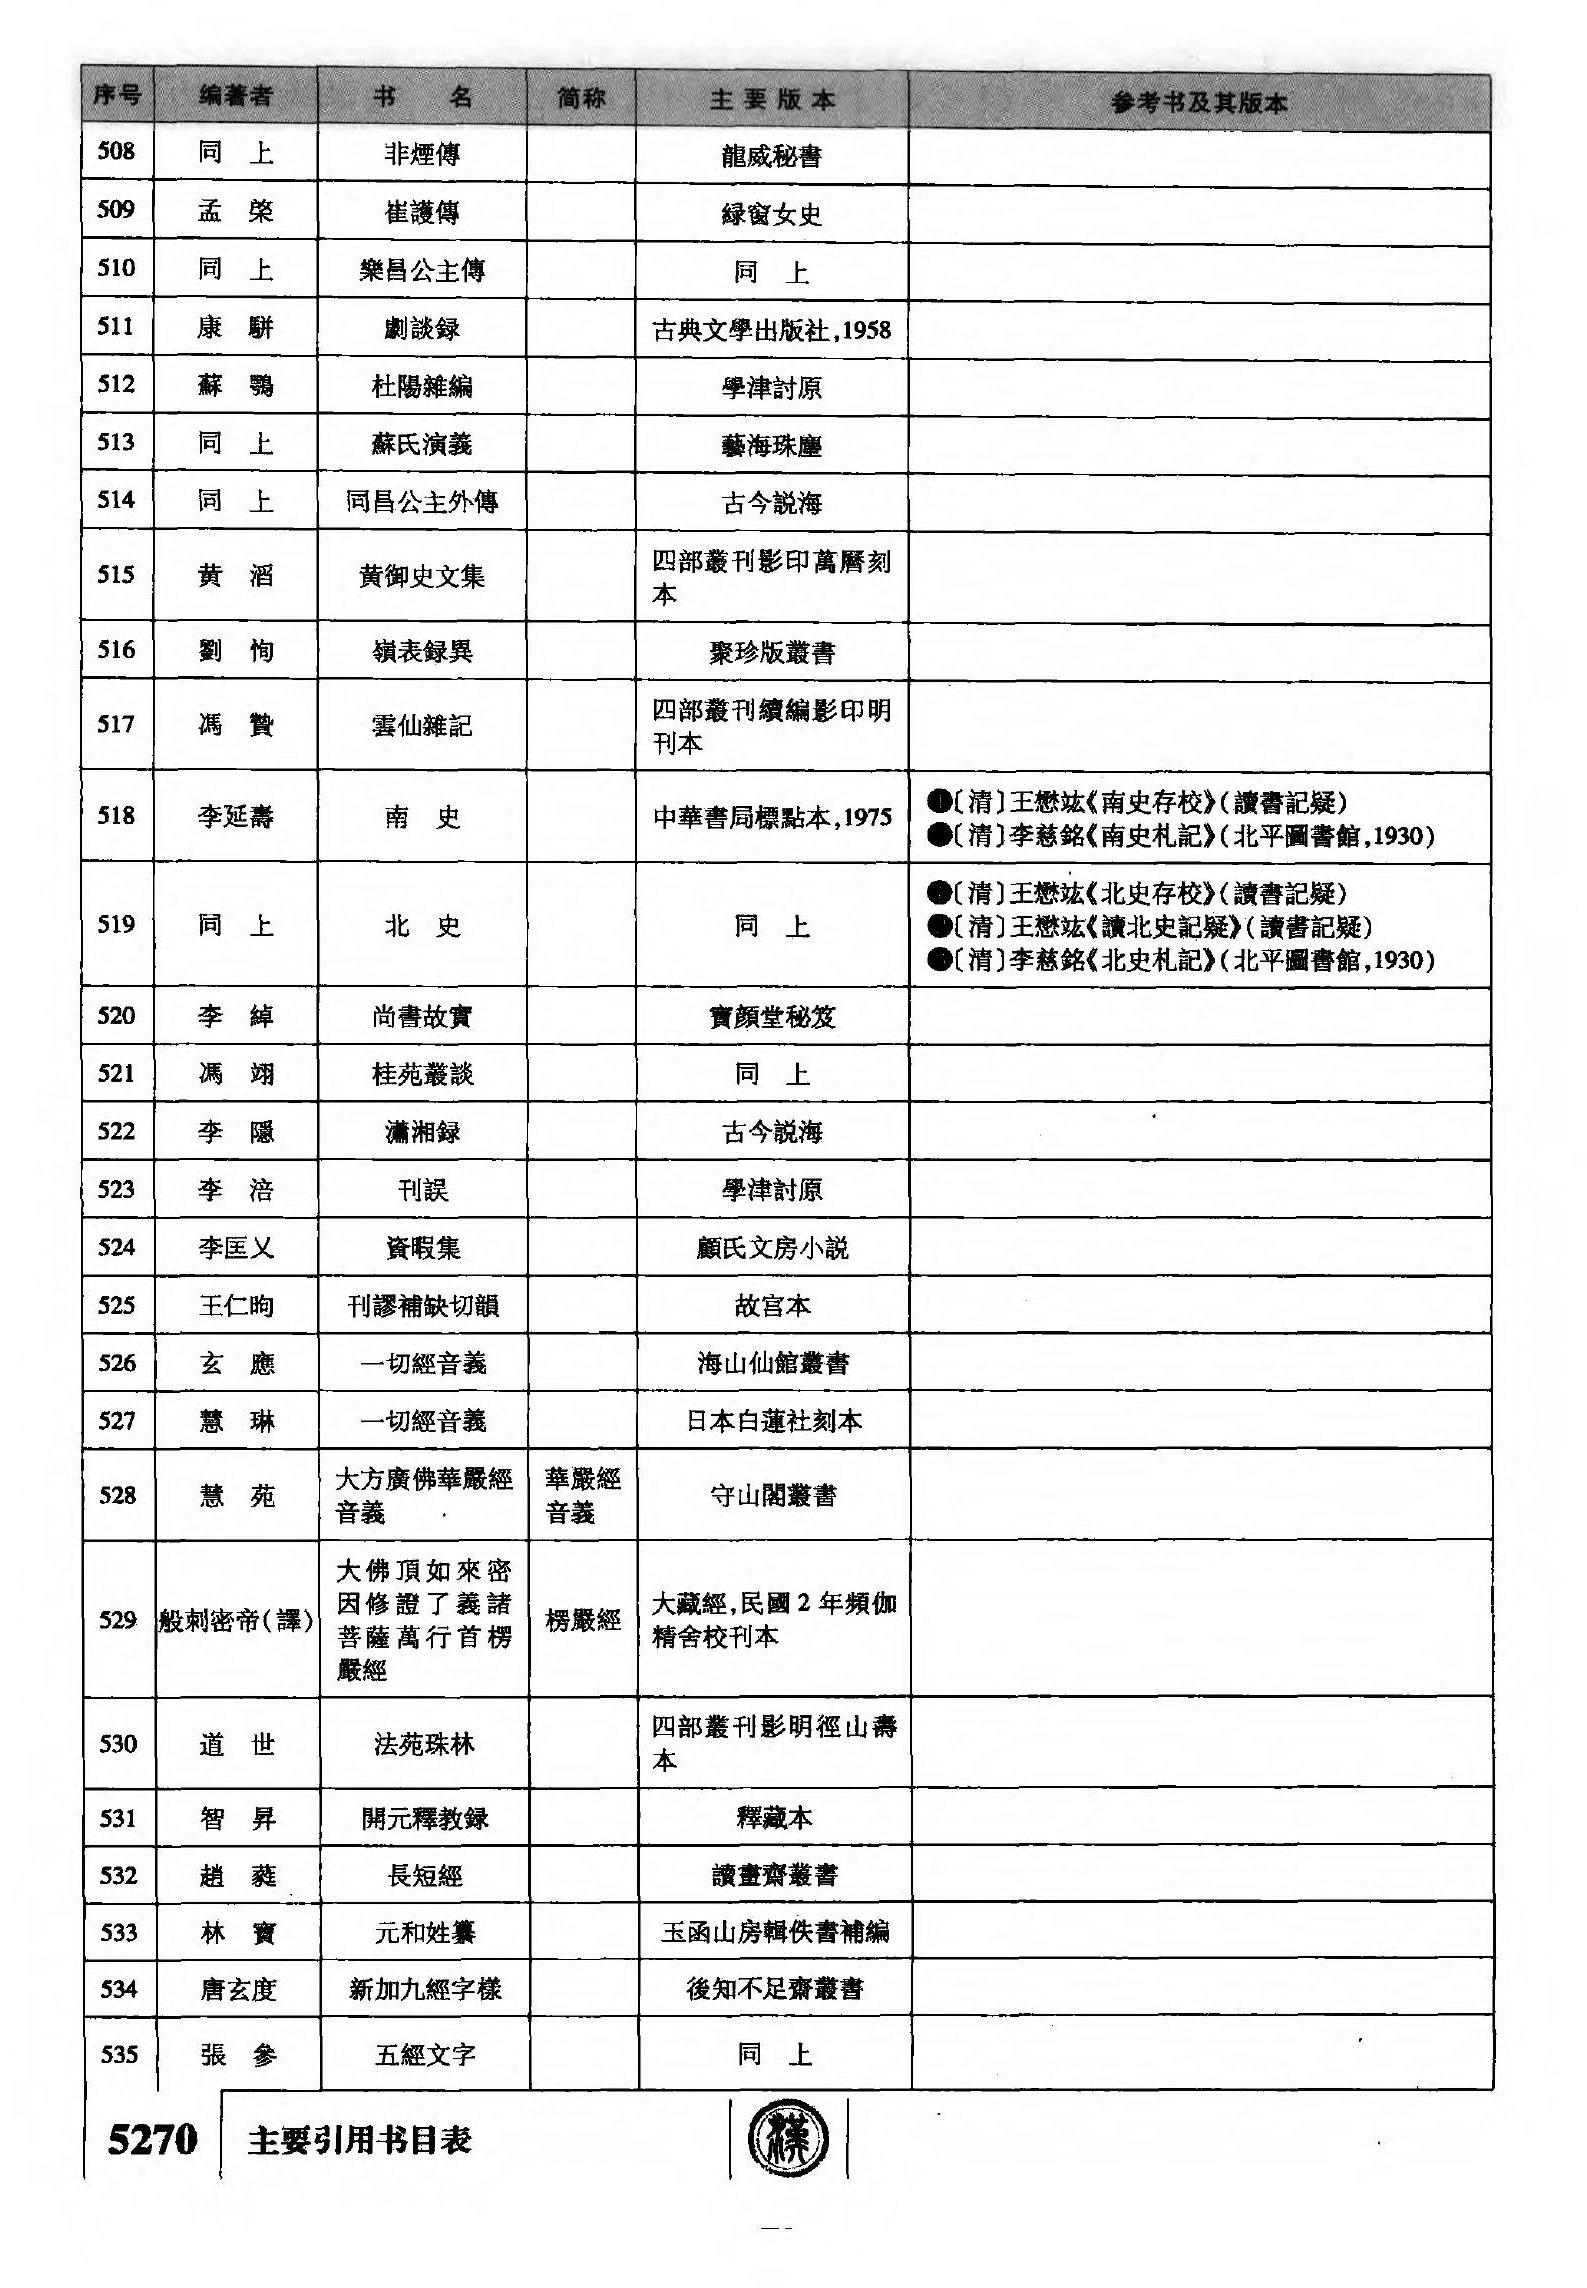 序号 编著者 书 名 简称 主要版本 参考书及其版本
508 同 上 非煙傳 龍威秘書
509 孟 棨 崔護傳 緑窗女史
510 同 上 樂昌公主傳 同 上
511 康 駢 劇談録 古典文學出版社,1958
512 蘇 鶚 杜陽雜編 學津討原
513 同 上 蘇氏演義 藝海珠塵
514 同 上 同昌公主外傳 古今説海
515 黄 滔 黄御史文集 四部叢刊影印萬曆刻
本
516 劉 恂 嶺表録異 聚珍版叢書
517 馮 贄 雲仙雜記 四部叢刊續編影印明
刊本
518 李延壽 南 史 中華書局標點本,1975 ❶〔清〕王懋竑《南史存校》(讀書記疑)
❷〔清〕李慈銘《南史札記》(北平圖書館,1930)
519 同 上 北 史 同 上 ❶〔清〕王懋竑《北史存校》(讀書記疑)
❷〔清〕王懋竑《讀北史記疑》(讀書記疑)
❸〔清〕李慈銘《北史札記》(北平圖書館,1930)
520 李 綽 尚書故實 寶顔堂秘笈
521 馮 翊 桂苑叢談 同 上
522 李 隱 瀟湘録 古今説海
523 李 涪 刊誤 學津討原
524 李匡乂 資暇集 顧氏文房小説
525 王仁昫 刊謬補缺切韻 故宫本
526 玄 應 一切經音義 海山仙館叢書
527 慧 琳 一切經音義 日本白蓮社刻本
528 慧 苑 大方廣佛華嚴經
音義 華嚴經
音義 守山閣叢書
529 般剌密帝(譯) 大佛頂如來密
因修證了義諸
菩薩萬行首楞
嚴經 楞嚴經 大藏經,民國2年頻伽
精舍校刊本
530 道 世 法苑珠林 四部叢刊影明徑山壽
本
531 智 昇 開元釋教録 釋藏本
532 趙 蕤 長短經 讀畫齋叢書
533 林 寶 元和姓纂 玉函山房輯佚書補編
534 唐玄度 新加九經字樣 後知不足齋叢書
535 張 參 五經文字 同 上
5270 主要引用书目表
漢